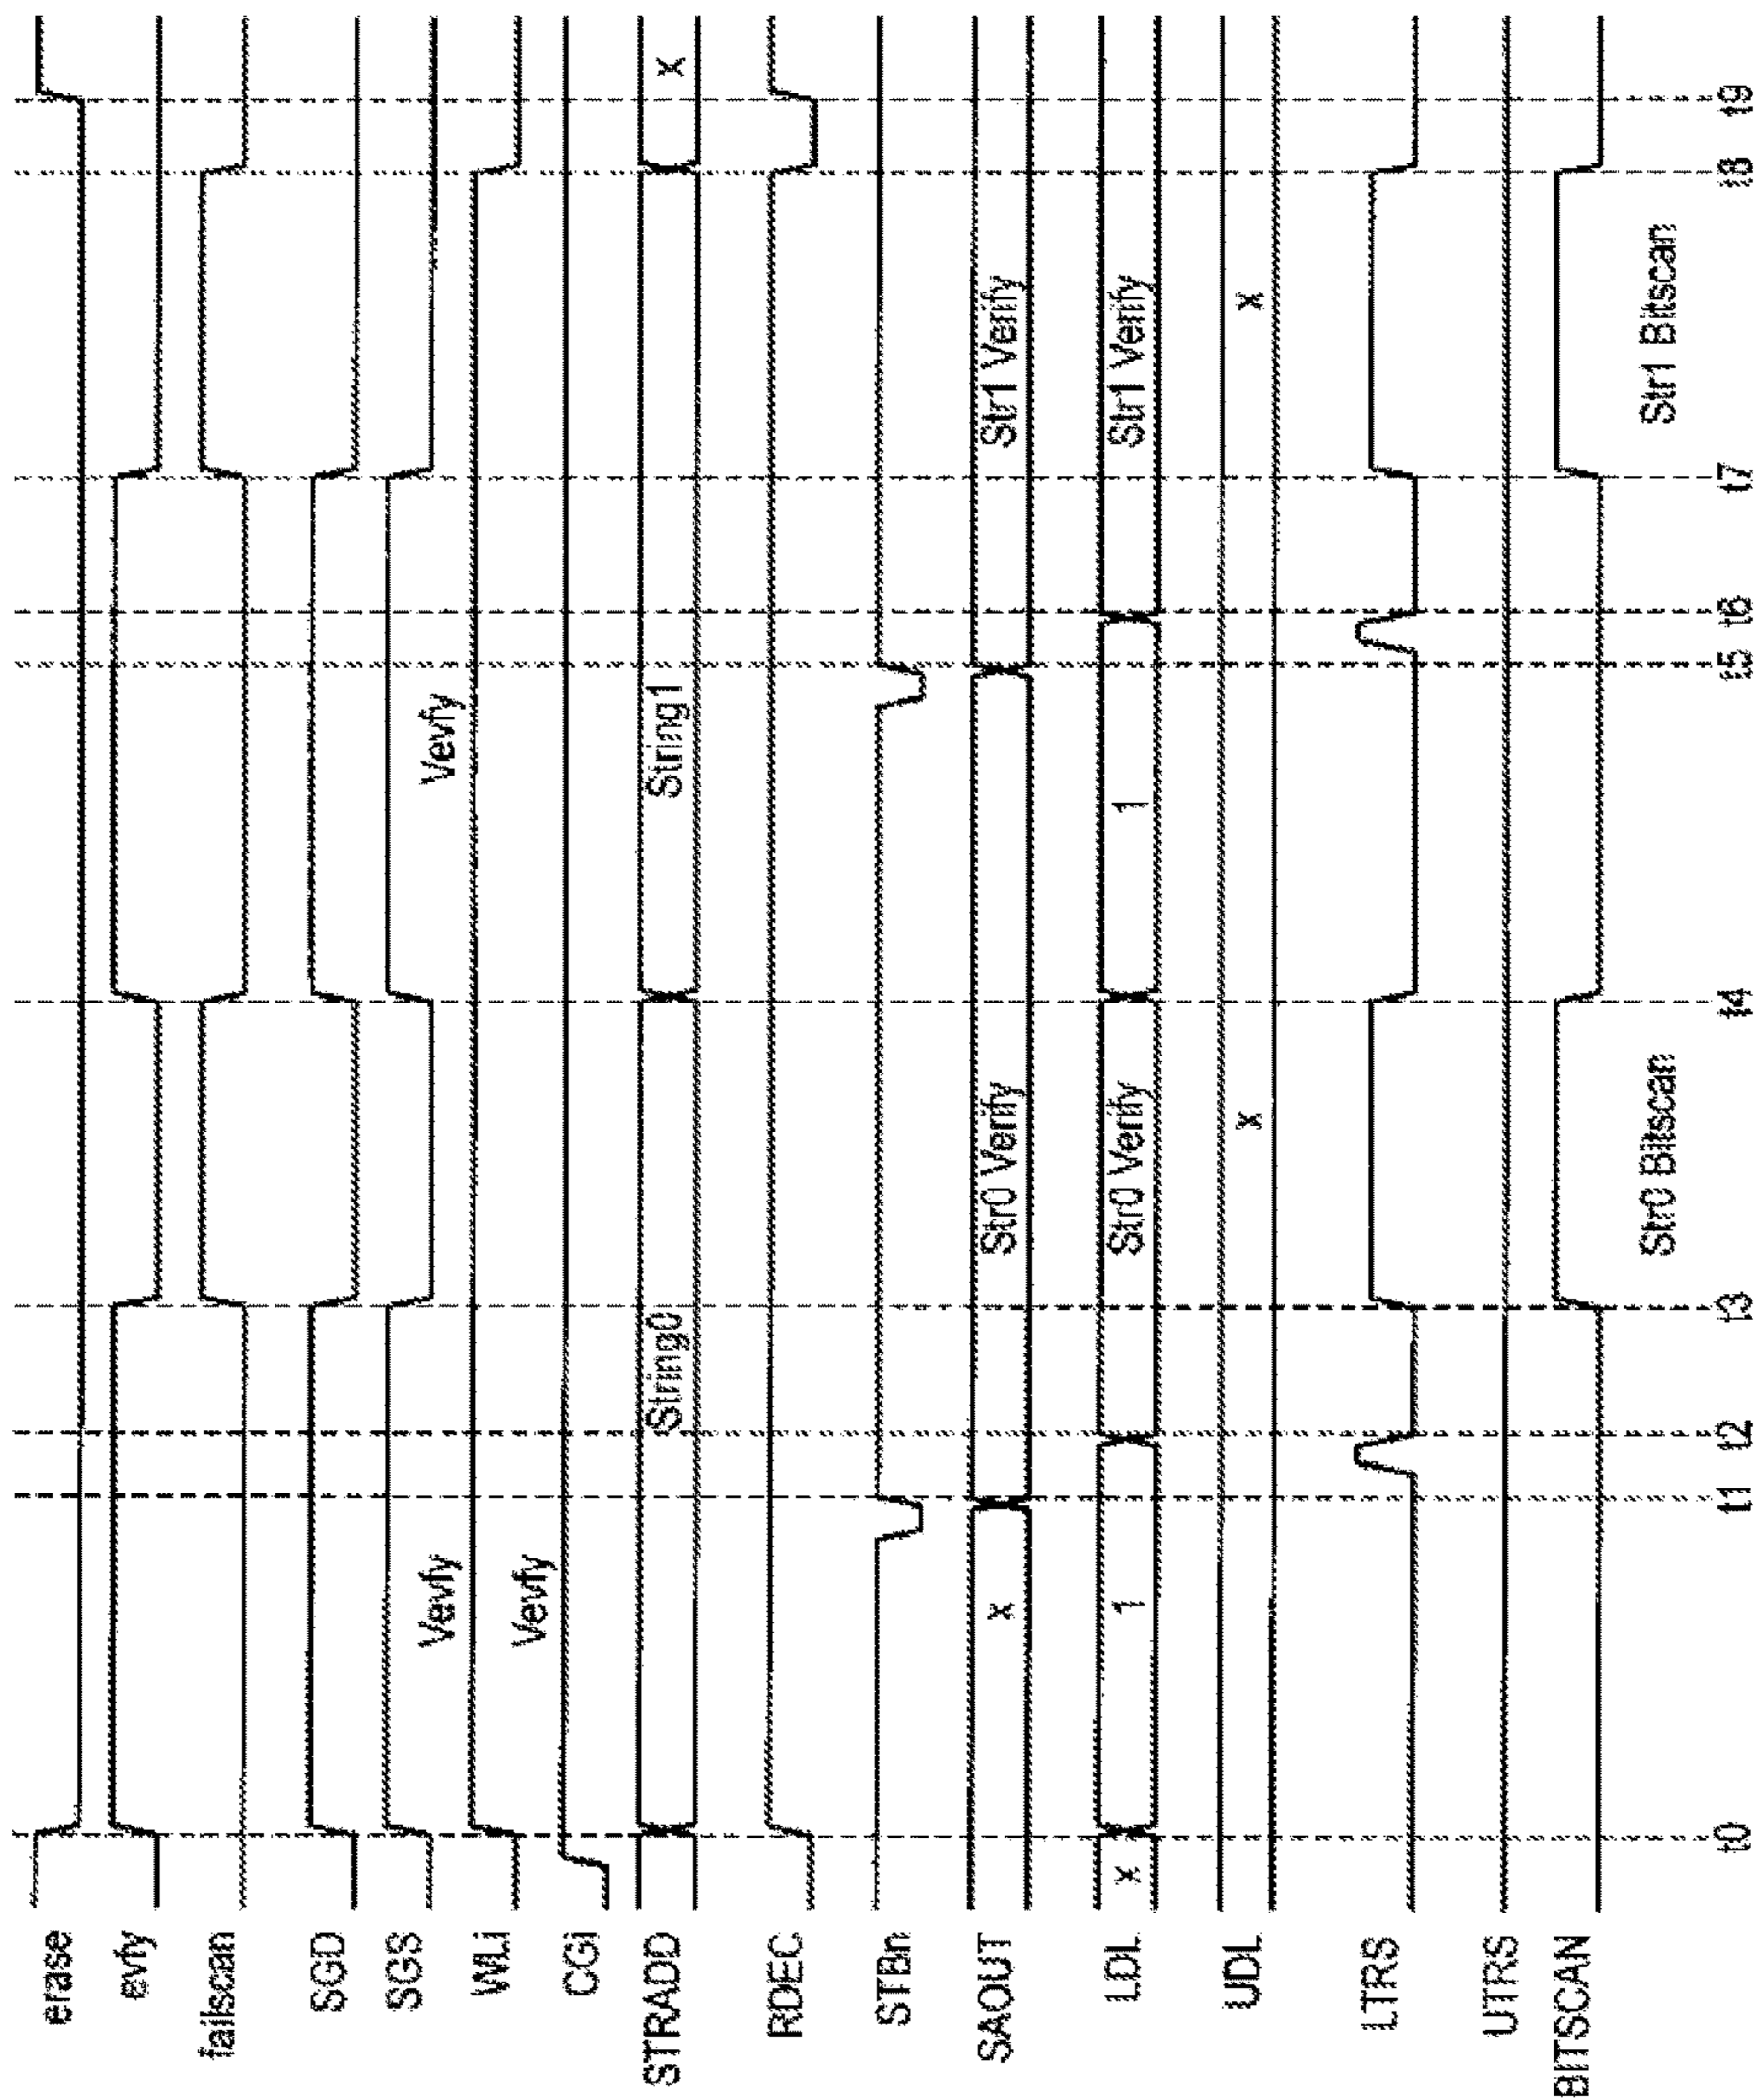 erase
evfy
failscan
SGD
SGS Vevfy Vevfy
WLi Vevfy
CGi
STRADD String0 String1 x
RDEC
STBn
SAOUT x Str0 Verify Str1 Verify
LDL x 1 Str0 Verify 1 Str1 Verify
UDL x x
LTRS
UTRS
BITSCAN
Str0 Bitscan Str1 Bitscan
t0 t1 t2 t3 t4 t5 t6 t7 t8 t9